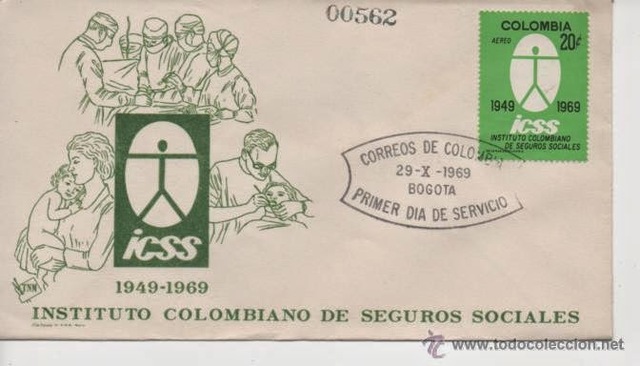 00562
COLOMBIA
AEREO 20¢
1949 1969
icss
INSTITUTO COLOMBIANO
DE SEGUROS SOCIALES
CORREOS DE COLOMBIA
29-X-1969
BOGOTA
PRIMER DIA DE SERVICIO
icss
1949-1969
INSTITUTO COLOMBIANO DE SEGUROS SOCIALES
www.todocoleccion.net